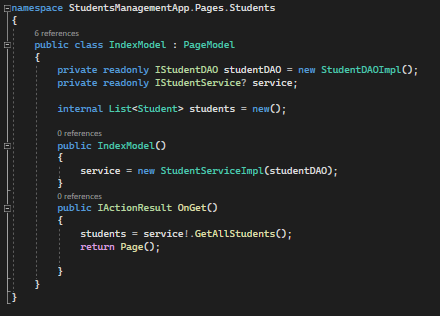 namespace StudentsManagementApp.Pages.Students
{
6 references
public class IndexModel : PageModel
{
private readonly IStudentDAO studentDAO = new StudentDAOImpl();
private readonly IStudentService? service;
internal List<Student> students = new();
0 references
public IndexModel()
{
service = new StudentServiceImpl(studentDAO);
}
0 references
public IActionResult OnGet()
{
students = service!.GetAllStudents();
return Page();
}
}
}